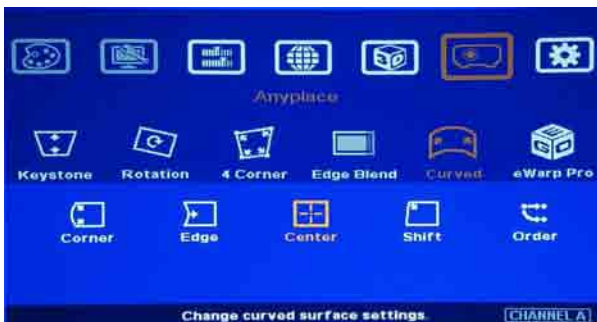 3D
Anyplace
Keystone Rotation 4 Corner Edge Blend Curved eWarp Pro
Corner Edge Center Shift Order
Change curved surface settings. CHANNEL A